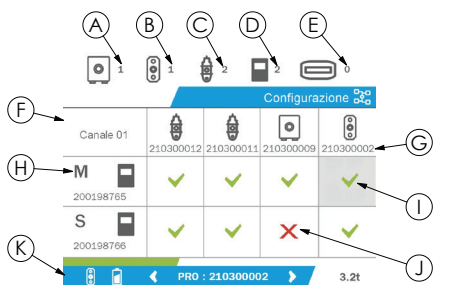 A B C D E
1 1 2 2 0
Configurazione
F Canale 01
210300012 210300011 210300009 210300002 G
H M
200198765
I
S
200198766
J
K PRO : 210300002 3.2t